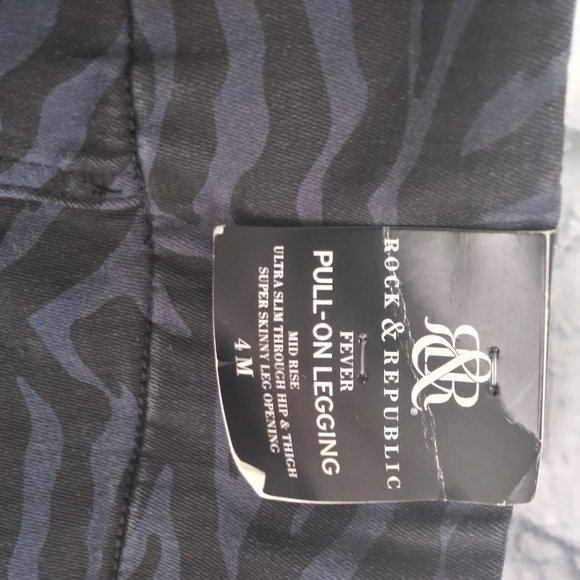 R&R®
ROCK & REPUBLIC
FEVER
PULL-ON LEGGING
MID RISE
ULTRA SLIM THROUGH HIP & THIGH
SUPER SKINNY LEG OPENING
4 M